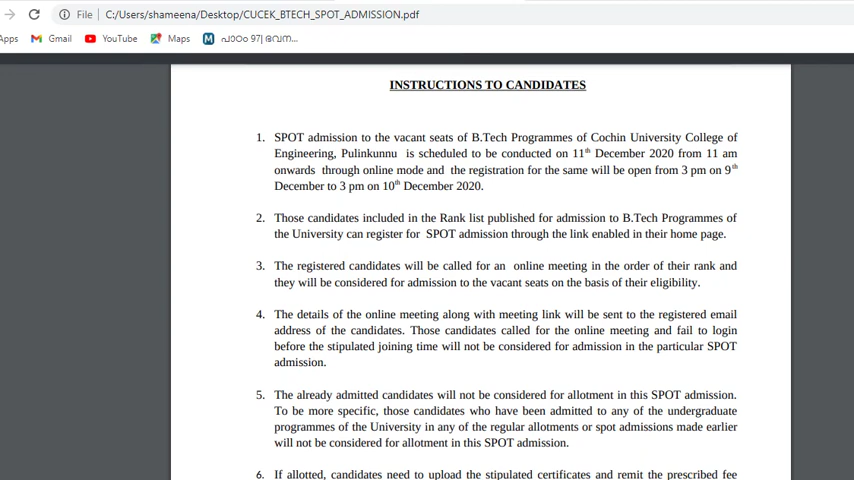 File C:/Users/shameena/Desktop/CUCEK_BTECH_SPOT_ADMISSION.pdf
Apps Gmail YouTube Maps M പാഠം 97| ഭവന...
INSTRUCTIONS TO CANDIDATES
1. SPOT admission to the vacant seats of B.Tech Programmes of Cochin University College of
Engineering, Pulinkunnu is scheduled to be conducted on 11th December 2020 from 11 am
onwards through online mode and the registration for the same will be open from 3 pm on 9th
December to 3 pm on 10th December 2020.
2. Those candidates included in the Rank list published for admission to B.Tech Programmes of
the University can register for SPOT admission through the link enabled in their home page.
3. The registered candidates will be called for an online meeting in the order of their rank and
they will be considered for admission to the vacant seats on the basis of their eligibility.
4. The details of the online meeting along with meeting link will be sent to the registered email
address of the candidates. Those candidates called for the online meeting and fail to login
before the stipulated joining time will not be considered for admission in the particular SPOT
admission.
5. The already admitted candidates will not be considered for allotment in this SPOT admission.
To be more specific, those candidates who have been admitted to any of the undergraduate
programmes of the University in any of the regular allotments or spot admissions made earlier
will not be considered for allotment in this SPOT admission.
6. If allotted, candidates need to upload the stipulated certificates and remit the prescribed fee